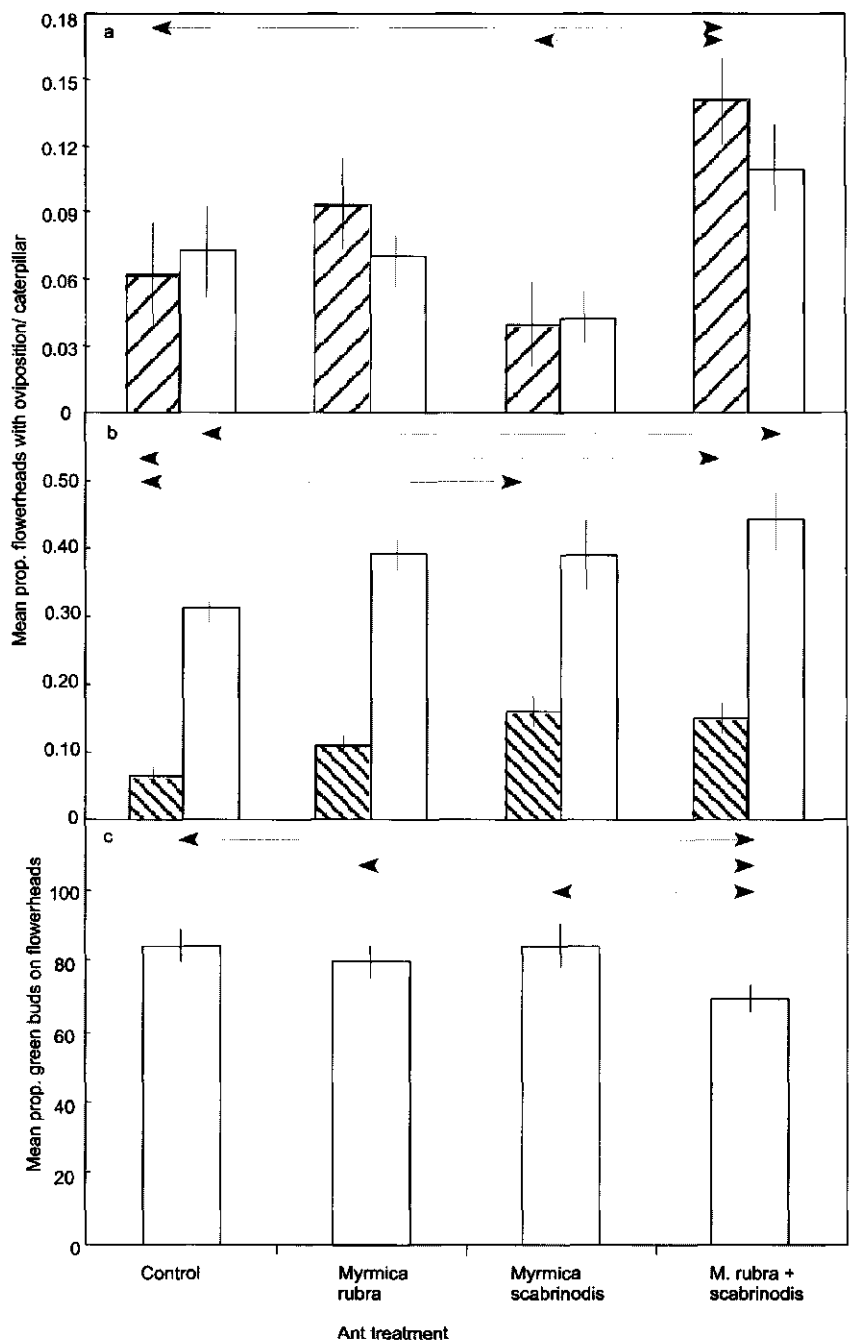 a
0.18
0.15
0.12
0.09
0.06
0.03
0
b
0.50
0.40
0.30
0.20
0.10
0
Mean prop. flowerheads with oviposition/ caterpillar
c
100
80
60
40
20
0
Mean prop. green buds on flowerheads
Control
Myrmica
rubra
Myrmica
scabrinodis
M. rubra +
scabrinodis
Ant treatment